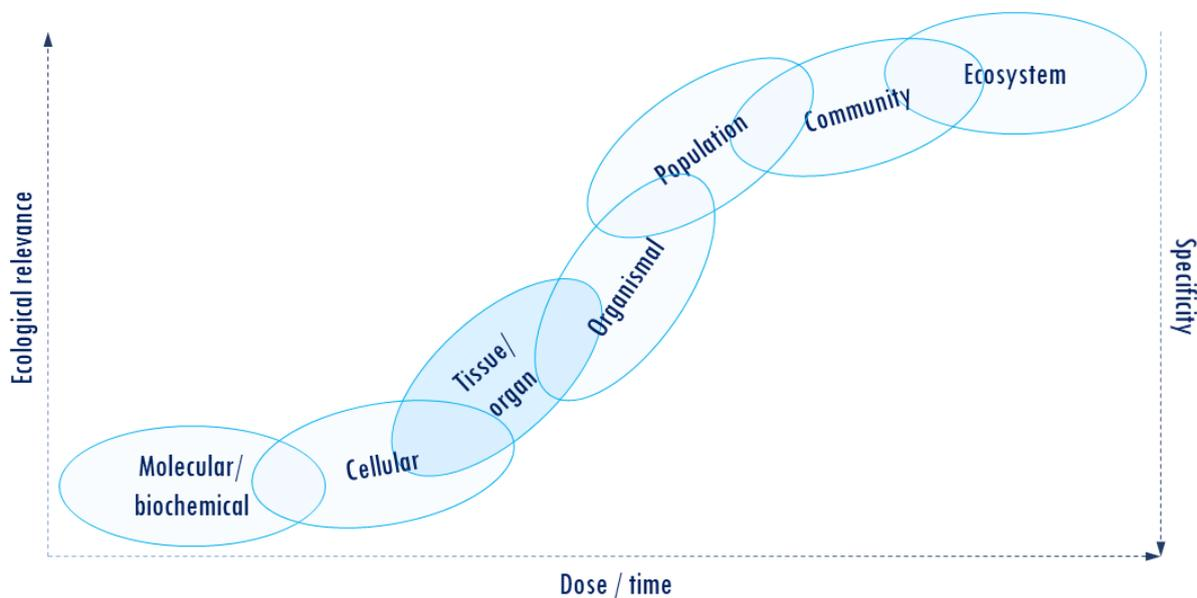 Ecosystem
Community
Population
Organismal
Tissue/
organ
Cellular
Molecular/
biochemical
Ecological relevance
Specificity
Dose / time